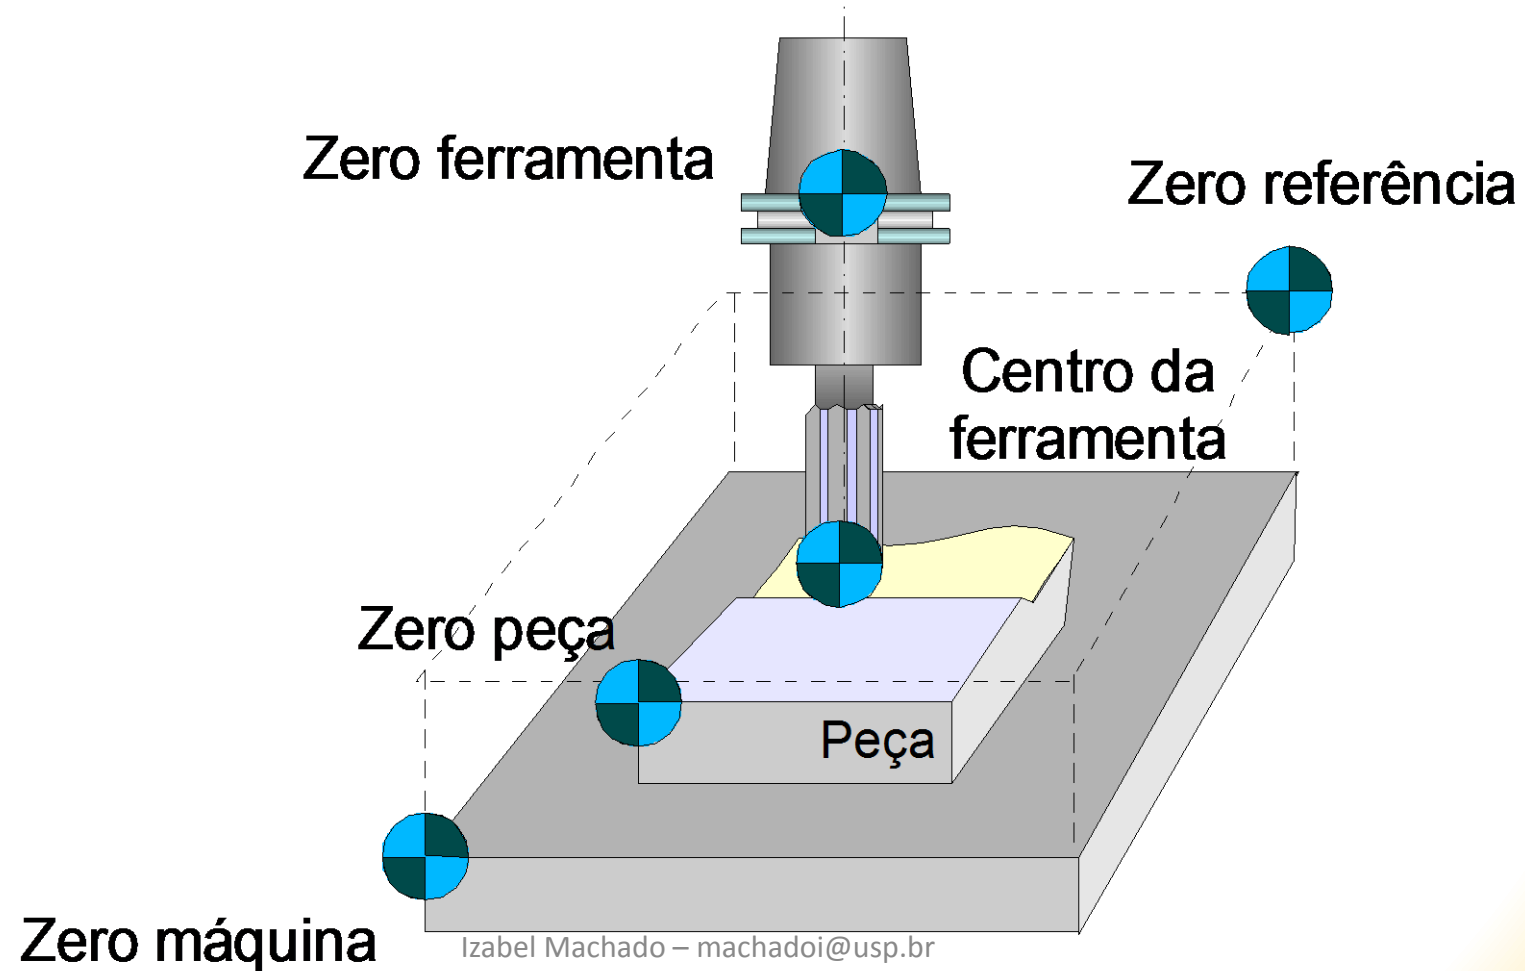 Zero ferramenta
Zero referência
Centro da
ferramenta
Zero peça
Peça
Zero máquina
Izabel Machado – machadoi@usp.br